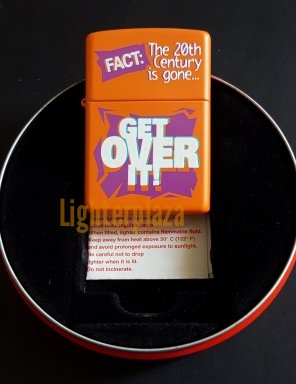 FACT:
The 20th
Century
is gone...
GET
OVER
IT!
Lighterplaza
When filled, lighter contains flammable fluid.
Keep away from heat above 50° C (122° F)
and avoid prolonged exposure to sunlight.
Be careful not to drop
lighter when it is lit.
Do not incinerate.